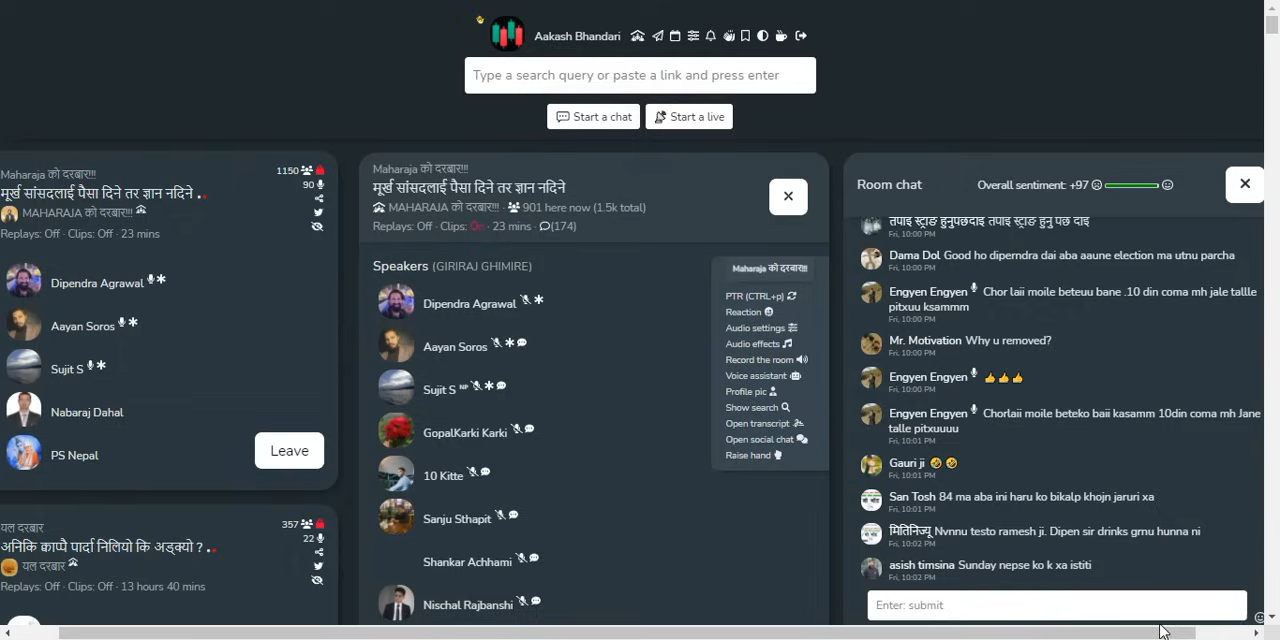 Aakash Bhandari
Type a search query or paste a link and press enter
Start a chat
Start a live
Maharaja को दरबार!!!
1150
मूर्ख सांसदलाई पैसा दिने तर ज्ञान नदिने ..
90
MAHARAJA को दरबार!!!
Replays: Off · Clips: Off · 23 mins
Dipendra Agrawal
Aayan Soros
Sujit S
Nabaraj Dahal
PS Nepal
Leave
यल दरबार
357
अनिकि क्राप्पै पार्दा निलियो कि अड्क्यो ? ..
22
यल दरबार
Replays: Off · Clips: Off · 13 hours 40 mins
Maharaja को दरबार!!!
मूर्ख सांसदलाई पैसा दिने तर ज्ञान नदिने
MAHARAJA को दरबार!!! · 901 here now (1.5k total)
Replays: Off · Clips: On · 23 mins · (174)
Speakers (GIRIRAJ GHIMIRE)
Dipendra Agrawal
Aayan Soros
Sujit S NP
GopalKarki Karki
10 Kitte
Sanju Sthapit
Shankar Achhami
Nischal Rajbanshi
Maharaja को दरबार!!!
PTR (CTRL+p)
Reaction
Audio settings
Audio effects
Record the room
Voice assistant
Profile pic
Show search
Open transcript
Open social chat
Raise hand
Room chat
Overall sentiment: +97
तपाई स्ट्राङ हुनुपर्छदाई तपाई स्ट्राङ हुनु पर्छ दाई
Fri, 10:00 PM
Dama Dol Good ho diperndra dai aba aaune election ma utnu parcha
Fri, 10:00 PM
Engyen Engyen Chor laii moile beteuu bane .10 din coma mh jale tallle
pitxuu ksammm
Fri, 10:00 PM
Mr. Motivation Why u removed?
Fri, 10:00 PM
Engyen Engyen 👍👍👍
Fri, 10:00 PM
Engyen Engyen Chorlaii moile beteko baii kasamm 10din coma mh Jane
talle pitxuuuu
Fri, 10:01 PM
Gauri ji 🤣🤣
Fri, 10:01 PM
San Tosh 84 ma aba ini haru ko bikalp khojn jaruri xa
Fri, 10:01 PM
मितिनिज्यू Nvnnu testo ramesh ji. Dipen sir drinks grnu hunna ni
Fri, 10:02 PM
asish timsina Sunday nepse ko k xa istiti
Fri, 10:02 PM
Enter: submit